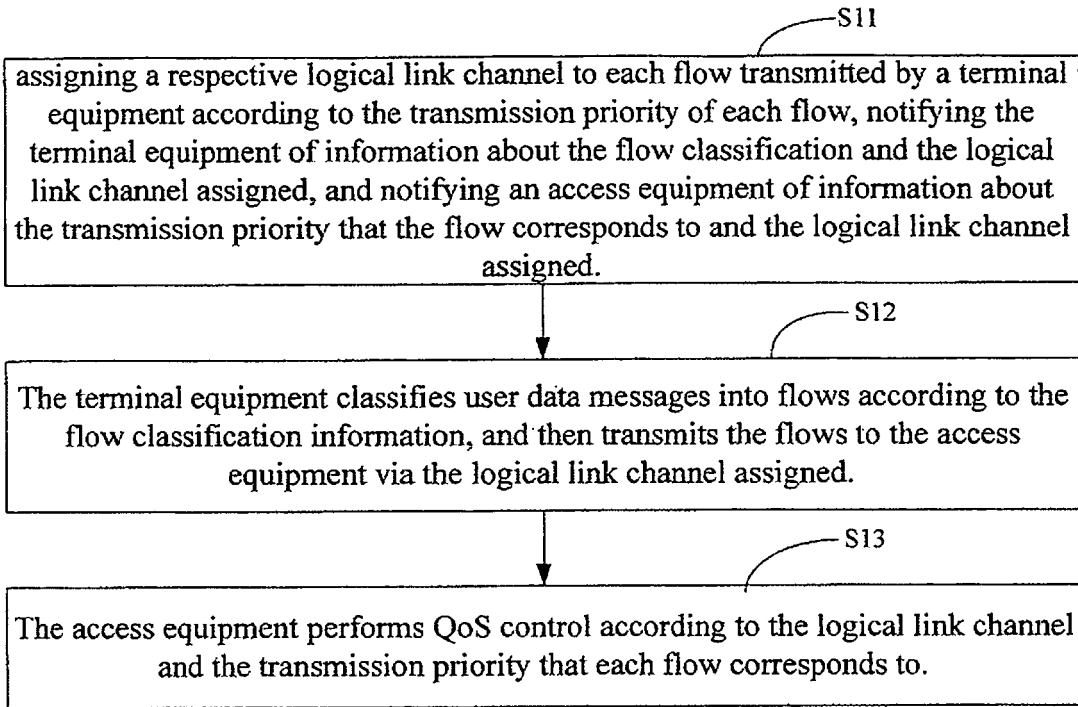 S11
assigning a respective logical link channel to each flow transmitted by a terminal
equipment according to the transmission priority of each flow, notifying the
terminal equipment of information about the flow classification and the logical
link channel assigned, and notifying an access equipment of information about
the transmission priority that the flow corresponds to and the logical link channel
assigned.
S12
The terminal equipment classifies user data messages into flows according to the
flow classification information, and then transmits the flows to the access
equipment via the logical link channel assigned.
S13
The access equipment performs QoS control according to the logical link channel
and the transmission priority that each flow corresponds to.